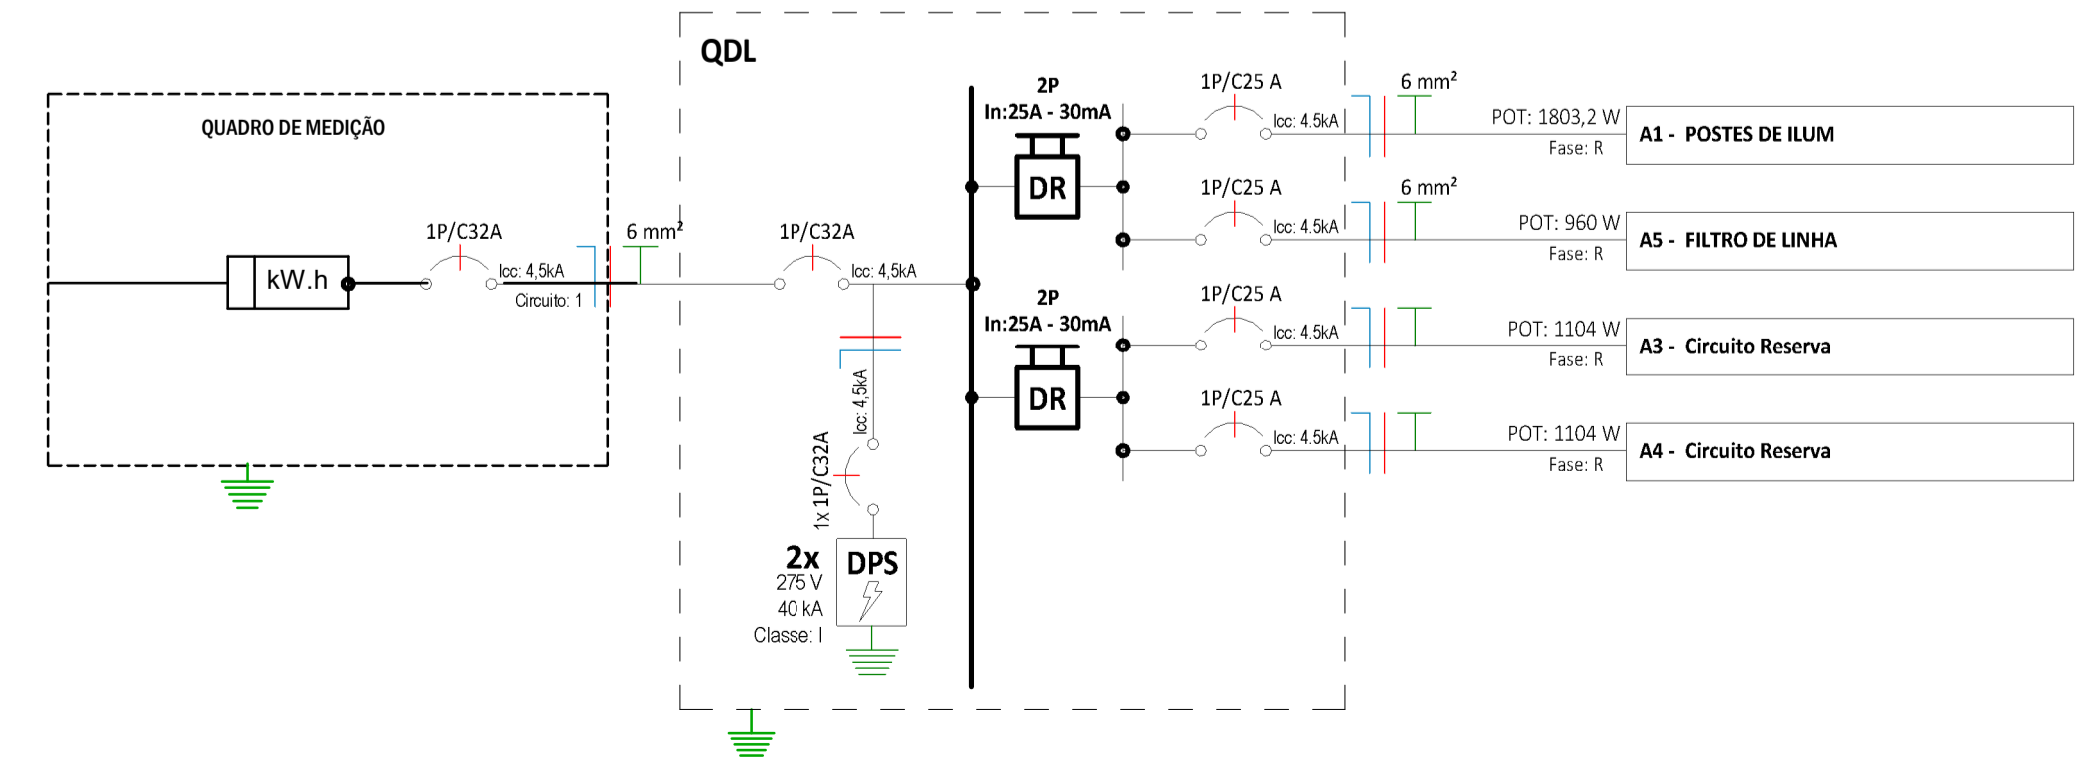 QUADRO DE MEDIÇÃO
kW.h
1P/C32A
Icc: 4,5kA
Circuito: 1
6 mm²
QDL
1P/C32A
Icc: 4,5kA
Icc: 4,5kA
1x 1P/C32A
2x
275 V
40 kA
Classe: I
DPS
2P
In:25A - 30mA
DR
1P/C25 A
Icc: 4.5kA
6 mm²
POT: 1803,2 W
Fase: R
A1 - POSTES DE ILUM
1P/C25 A
Icc: 4.5kA
6 mm²
POT: 960 W
Fase: R
A5 - FILTRO DE LINHA
2P
In:25A - 30mA
DR
1P/C25 A
Icc: 4.5kA
POT: 1104 W
Fase: R
A3 - Circuito Reserva
1P/C25 A
Icc: 4.5kA
POT: 1104 W
Fase: R
A4 - Circuito Reserva